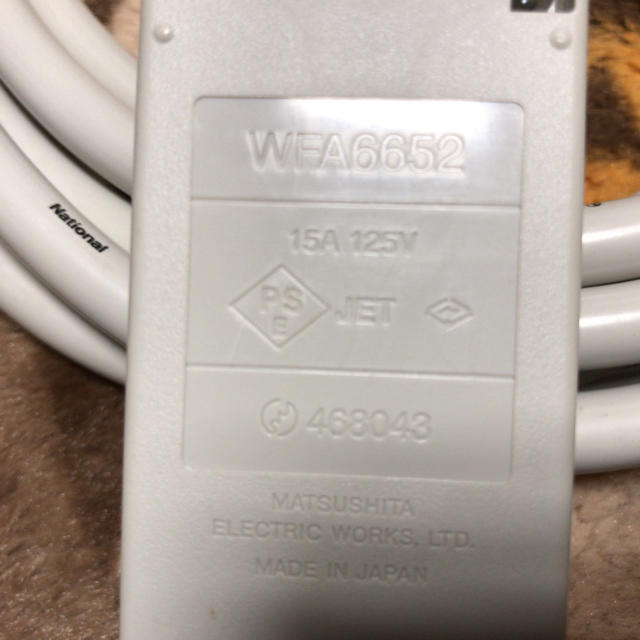 WFA6652
National
15A 125V
PS
E
JET
468043
MATSUSHITA
ELECTRIC WORKS, LTD.
MADE IN JAPAN